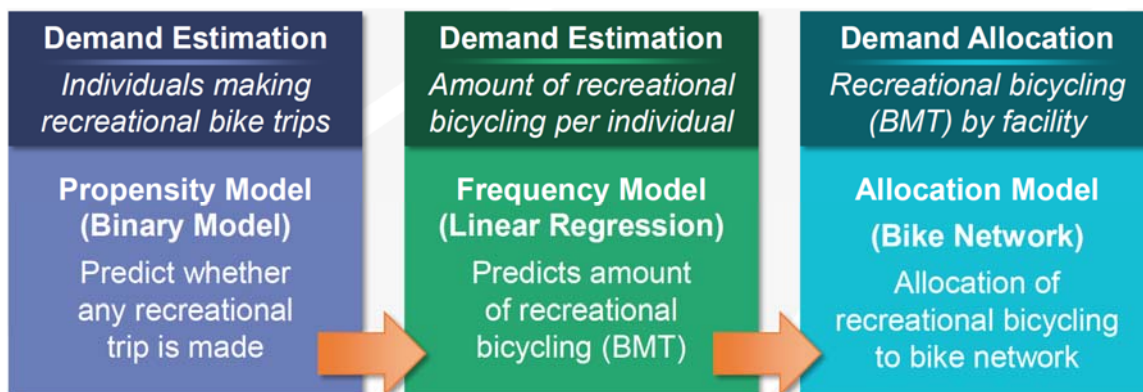 Demand Estimation
Individuals making
recreational bike trips
Propensity Model
(Binary Model)
Predict whether
any recreational
trip is made
Demand Estimation
Amount of recreational
bicycling per individual
Frequency Model
(Linear Regression)
Predicts amount
of recreational
bicycling (BMT)
Demand Allocation
Recreational bicycling
(BMT) by facility
Allocation Model
(Bike Network)
Allocation of
recreational bicycling
to bike network